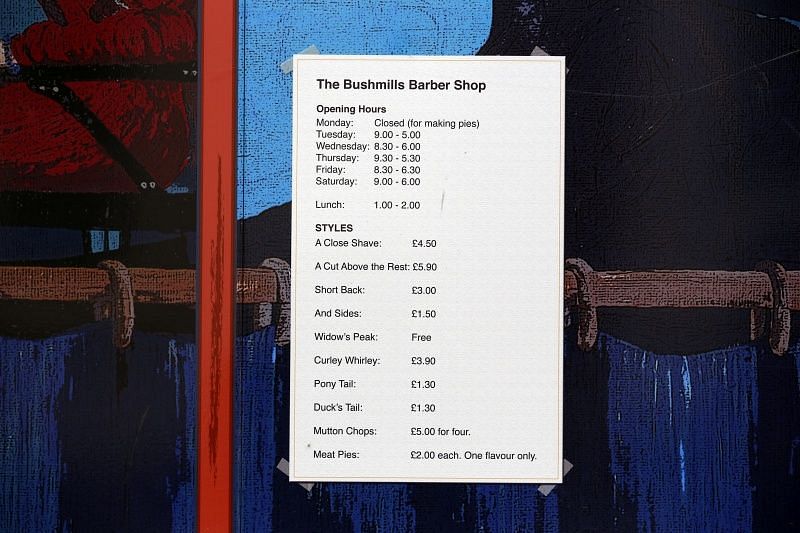 The Bushmills Barber Shop
Opening Hours
Monday: Closed (for making pies)
Tuesday: 9.00 - 5.00
Wednesday: 8.30 - 6.00
Thursday: 9.30 - 5.30
Friday: 8.30 - 6.30
Saturday: 9.00 - 6.00
Lunch: 1.00 - 2.00
STYLES
A Close Shave: £4.50
A Cut Above the Rest: £5.90
Short Back: £3.00
And Sides: £1.50
Widow's Peak: Free
Curley Whirley: £3.90
Pony Tail: £1.30
Duck's Tail: £1.30
Mutton Chops: £5.00 for four.
Meat Pies: £2.00 each. One flavour only.